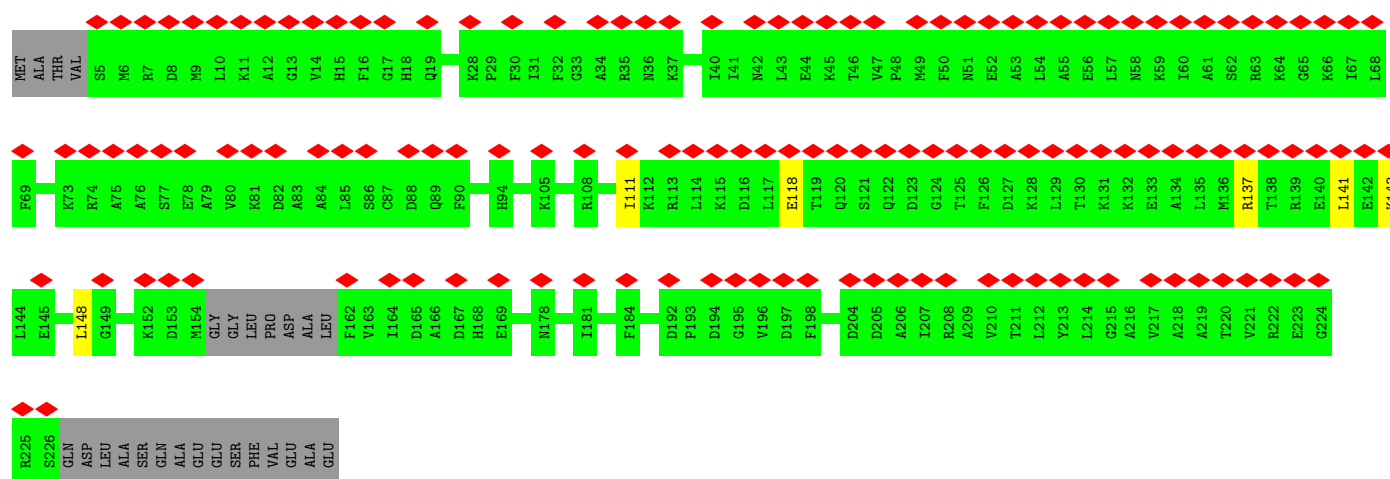 MET ALA THR VAL S5 M6 R7 D8 M9 L10 K11 A12 G13 V14 H15 F16 G17 H18 Q19 K28 P29 F30 I31 F32 G33 A34 R35 N36 K37 I40 I41 N42 L43 E44 K45 T46 V47 P48 M49 F50 N51 E52 A53 L54 A55 E56 L57 N58 K59 I60 A61 S62 R63 K64 G65 K66 I67 L68
F69 K73 R74 A75 A76 S77 E78 A79 V80 K81 D82 A83 A84 L85 S86 C87 D88 Q89 F90 H94 K105 R108 I111 K112 R113 L114 K115 D116 L117 E118 T119 Q120 S121 Q122 D123 G124 T125 F126 D127 K128 L129 T130 K131 K132 E133 A134 L135 M136 R137 T138 R139 E140 L141 E142 K143
L144 E145 L148 G149 K152 D153 M154 GLY GLY LEU PRO ASP ALA LEU F162 V163 I164 D165 A166 D167 H168 E169 N178 I181 F184 D192 P193 D194 G195 V196 D197 F198 D204 D205 A206 I207 R208 A209 V210 T211 L212 Y213 L214 G215 A216 V217 A218 A219 T220 V221 R222 E223 G224
R225 S226 GLN ASP LEU ALA SER GLN ALA GLU GLU SER PHE VAL GLU ALA GLU